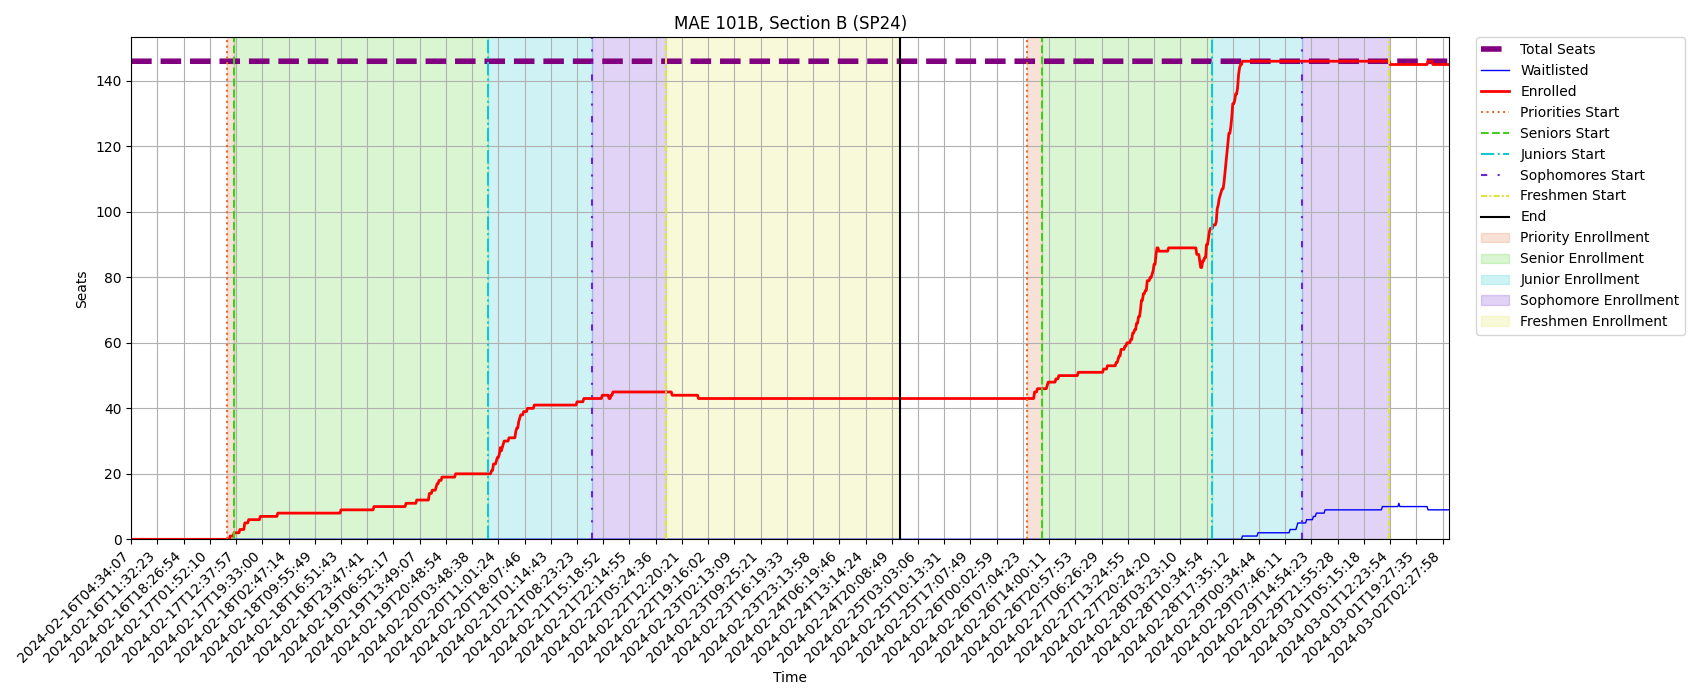 MAE 101B, Section B (SP24)
Seats
140
120
100
80
60
40
20
0
2024-02-16T04:34:07
2024-02-16T11:32:23
2024-02-16T18:26:54
2024-02-17T01:52:10
2024-02-17T12:37:57
2024-02-17T19:33:00
2024-02-18T02:47:14
2024-02-18T09:55:49
2024-02-18T16:51:43
2024-02-18T23:47:41
2024-02-19T06:52:17
2024-02-19T13:49:07
2024-02-19T20:48:54
2024-02-20T03:48:38
2024-02-20T11:01:24
2024-02-20T18:07:46
2024-02-21T01:14:43
2024-02-21T08:23:23
2024-02-21T15:18:52
2024-02-21T22:14:55
2024-02-22T05:24:36
2024-02-22T12:20:21
2024-02-22T19:16:02
2024-02-23T02:13:09
2024-02-23T09:25:21
2024-02-23T16:19:33
2024-02-23T23:13:58
2024-02-24T06:19:46
2024-02-24T13:14:24
2024-02-24T20:08:49
2024-02-25T03:03:06
2024-02-25T10:13:31
2024-02-25T17:07:49
2024-02-26T00:02:59
2024-02-26T07:04:23
2024-02-26T14:00:11
2024-02-26T20:57:53
2024-02-27T06:26:29
2024-02-27T13:24:55
2024-02-27T20:24:20
2024-02-28T03:23:10
2024-02-28T10:34:54
2024-02-28T17:35:12
2024-02-29T00:34:44
2024-02-29T07:46:11
2024-02-29T14:54:23
2024-02-29T21:55:28
2024-03-01T05:15:18
2024-03-01T12:23:54
2024-03-01T19:27:35
2024-03-02T02:27:58
Time
Total Seats
Waitlisted
Enrolled
Priorities Start
Seniors Start
Juniors Start
Sophomores Start
Freshmen Start
End
Priority Enrollment
Senior Enrollment
Junior Enrollment
Sophomore Enrollment
Freshmen Enrollment